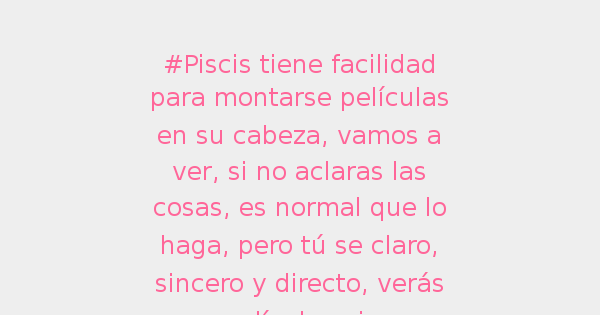 #Piscis tiene facilidad
para montarse películas
en su cabeza, vamos a
ver, si no aclaras las
cosas, es normal que lo
haga, pero tú se claro,
sincero y directo, verás